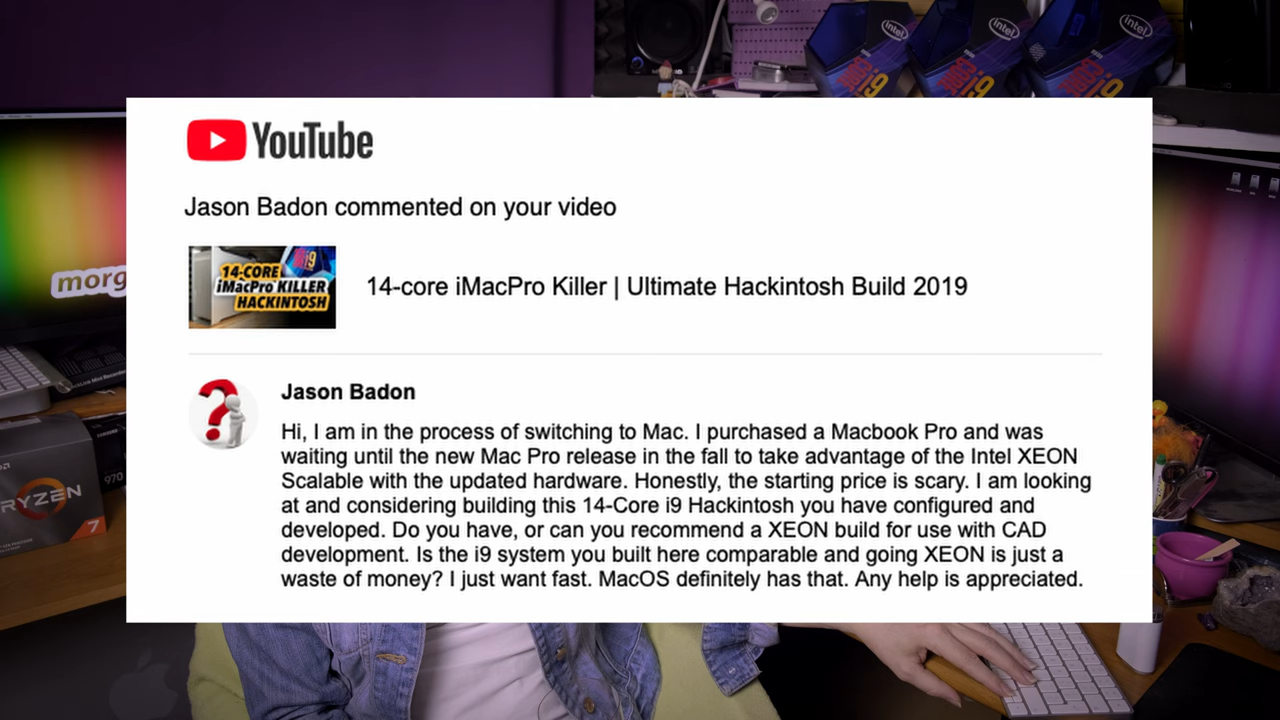 intel
intel
intel
i9
i9
i9
YouTube
Jason Badon commented on your video
14-CORE
iMacPro KILLER
HACKINTOSH
i9
14-core iMacPro Killer | Ultimate Hackintosh Build 2019
morg
Jason Badon
Hi, I am in the process of switching to Mac. I purchased a Macbook Pro and was
waiting until the new Mac Pro release in the fall to take advantage of the Intel XEON
Scalable with the updated hardware. Honestly, the starting price is scary. I am looking
at and considering building this 14-Core i9 Hackintosh you have configured and
developed. Do you have, or can you recommend a XEON build for use with CAD
development. Is the i9 system you built here comparable and going XEON is just a
waste of money? I just want fast. MacOS definitely has that. Any help is appreciated.
RYZEN
7
970